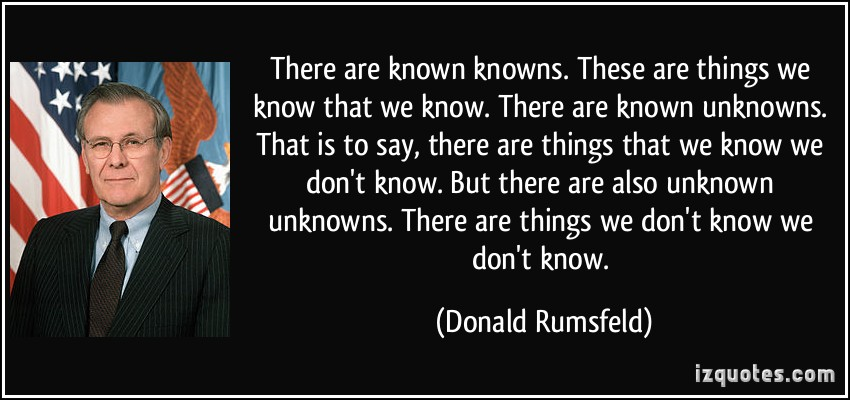 There are known knowns. These are things we
know that we know. There are known unknowns.
That is to say, there are things that we know we
don't know. But there are also unknown
unknowns. There are things we don't know we
don't know.
(Donald Rumsfeld)
izquotes.com